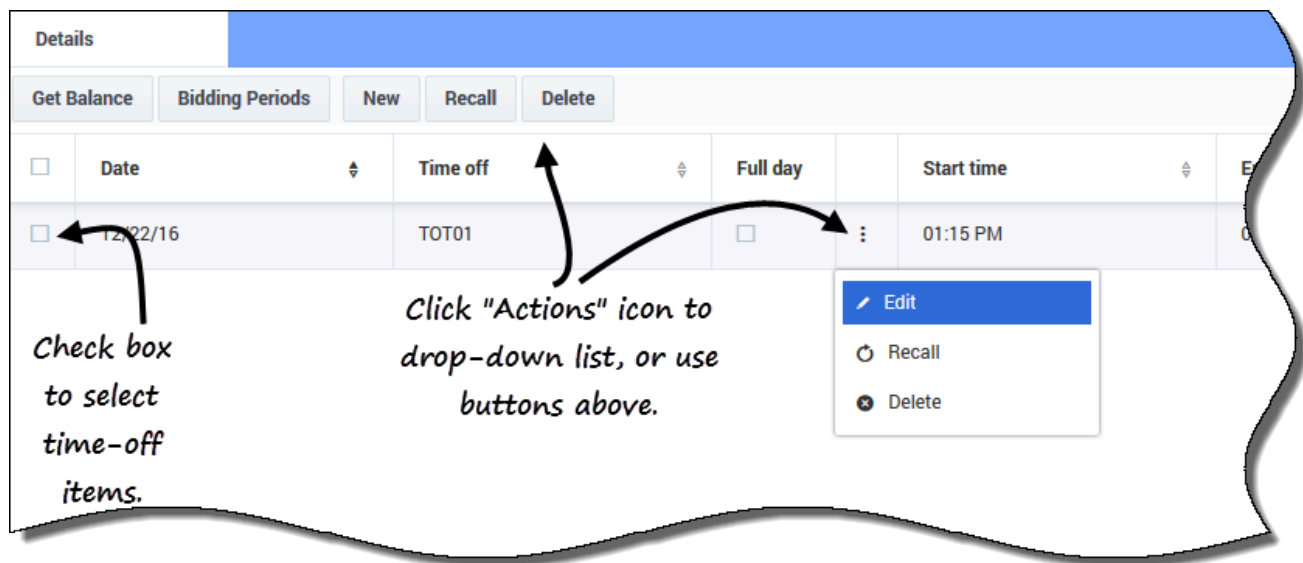 Details
Get Balance Bidding Periods New Recall Delete
Date Time off Full day Start time
12/22/16 TOT01 01:15 PM
Edit
Recall
Delete
Click "Actions" icon to
drop-down list, or use
buttons above.
Check box
to select
time-off
items.